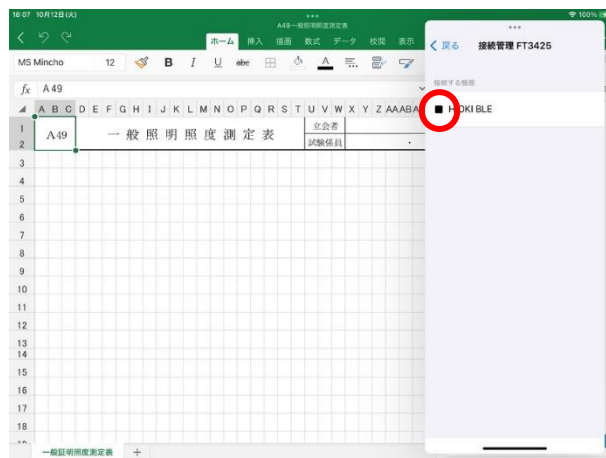 18:07 10月12日(火)
100%
A49一般照明照度測定表
ホーム 挿入 描画 数式 データ 校閲 表示
MS Mincho 12 B I U abc A
fx A 49
A B C D E F G H I J K L M N O P Q R S T U V W X Y Z AA AB A
1
2
A49 一般照明照度測定表
立会者
試験係員
3
4
5
6
7
8
9
10
11
12
13
14
15
16
17
18
一般証明照度測定表 +
戻る 接続管理 FT3425
接続する機器
HIOKI BLE